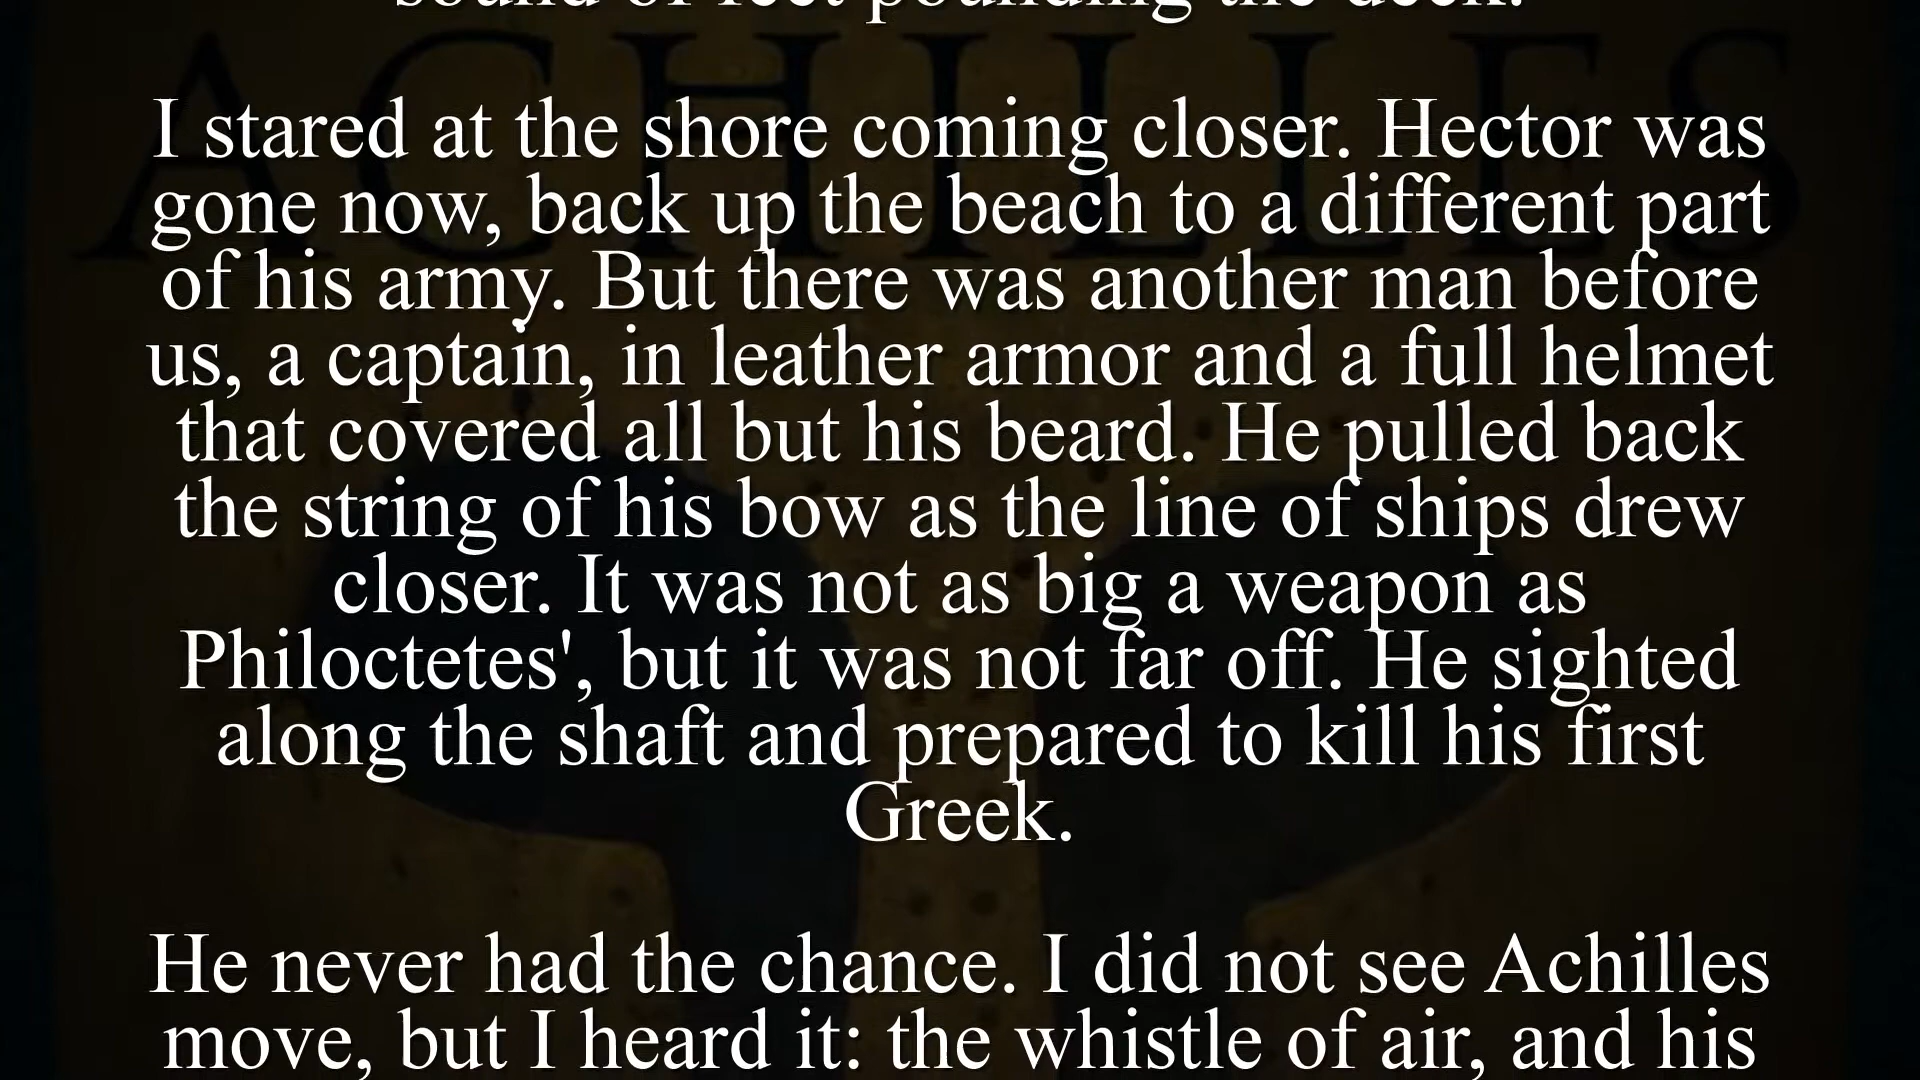 sound of feet pounding the deck.
ACHILLES
I stared at the shore coming closer. Hector was
gone now, back up the beach to a different part
of his army. But there was another man before
us, a captain, in leather armor and a full helmet
that covered all but his beard. He pulled back
the string of his bow as the line of ships drew
closer. It was not as big a weapon as
Philoctetes', but it was not far off. He sighted
along the shaft and prepared to kill his first
Greek.
He never had the chance. I did not see Achilles
move, but I heard it: the whistle of air, and his